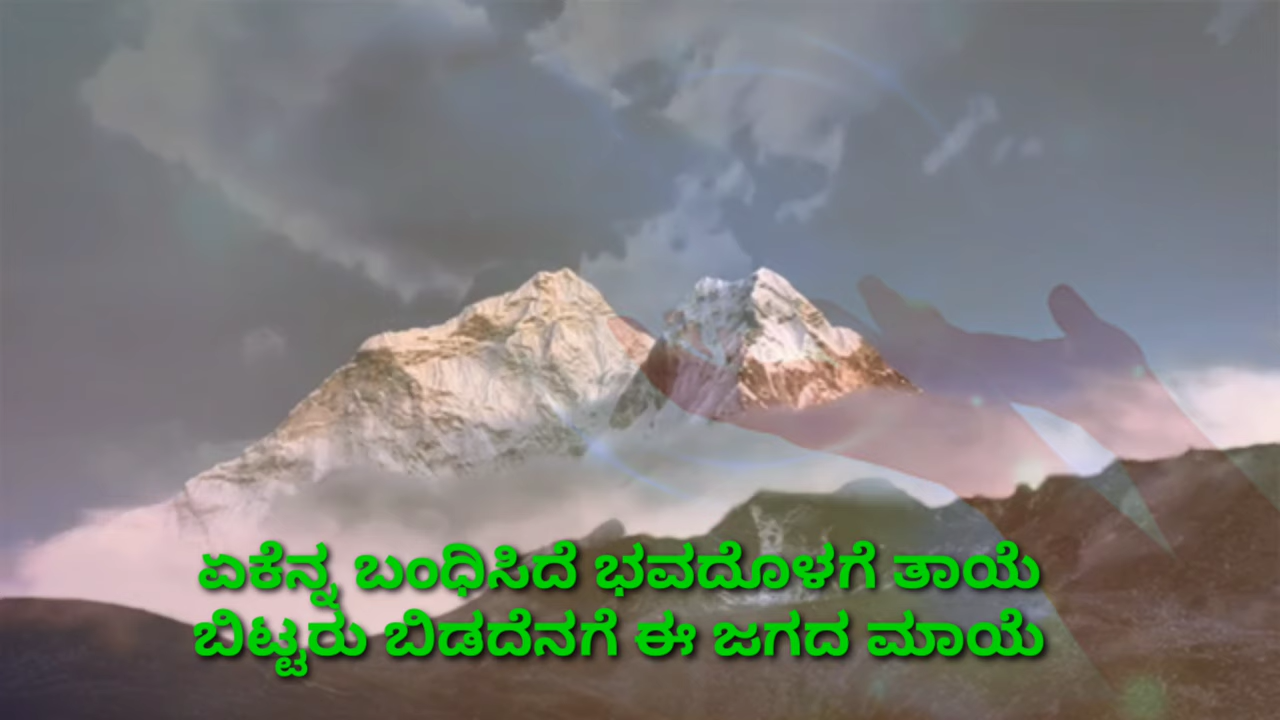 ಏಕೆನ್ನ ಬಂಧಿಸಿದೆ ಭವದೊಳಗೆ ತಾಯೆ
ಬಿಟ್ಟರು ಬಿಡದೆನಗೆ ಈ ಜಗದ ಮಾಯೆ